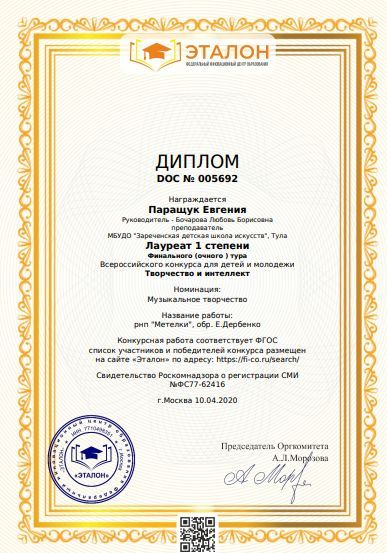 ЭТАЛОН
ФЕДЕРАЛЬНЫЙ ИННОВАЦИОННЫЙ ЦЕНТР ОБРАЗОВАНИЯ
ДИПЛОМ
DOC № 005692
Награждается
Паращук Евгения
Руководитель - Бочарова Любовь Борисовна
преподаватель
МБУДО "Зареченская детская школа искусств", Тула
Лауреат 1 степени
Финального (очного ) тура
Всероссийского конкурса для детей и молодежи
Творчество и интеллект
Номинация:
Музыкальное творчество
Название работы:
рнп "Метелки", обр. Е.Дербенко
Конкурсная работа соответствует ФГОС
список участников и победителей конкурса размещен
на сайте «Эталон» по адресу: https://fi-co.ru/search/
Свидетельство Роскомнадзора о регистрации СМИ
№ФС77-62416
г.Москва 10.04.2020
Председатель Оргкомитета
А.Л.Морозова
«ЭТАЛОН»